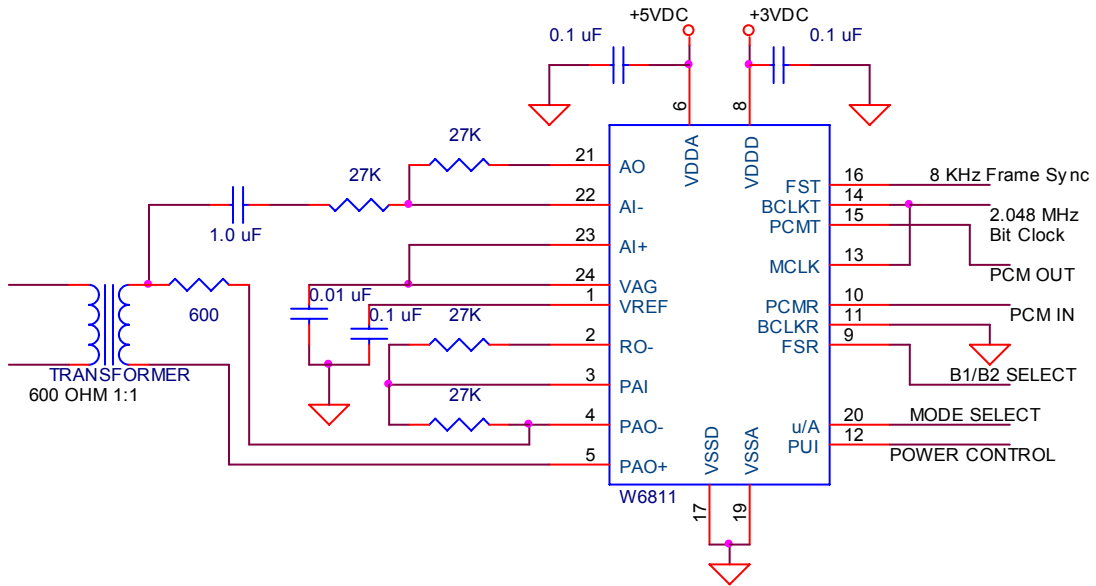 +5VDC
+3VDC
0.1 uF
0.1 uF
6
8
VDDA
VDDD
27K
21
AO
27K
22
AI-
1.0 uF
23
AI+
24
VAG
0.01 uF
1
VREF
0.1 uF
600
27K
2
RO-
3
PAI
27K
4
PAO-
5
PAO+
TRANSFORMER
600 OHM 1:1
FST
16
8 KHz Frame Sync
BCLKT
14
2.048 MHz
Bit Clock
PCMT
15
PCM OUT
MCLK
13
PCMR
10
PCM IN
BCLKR
11
FSR
9
B1/B2 SELECT
u/A
20
MODE SELECT
PUI
12
POWER CONTROL
VSSD
VSSA
W6811
17
19